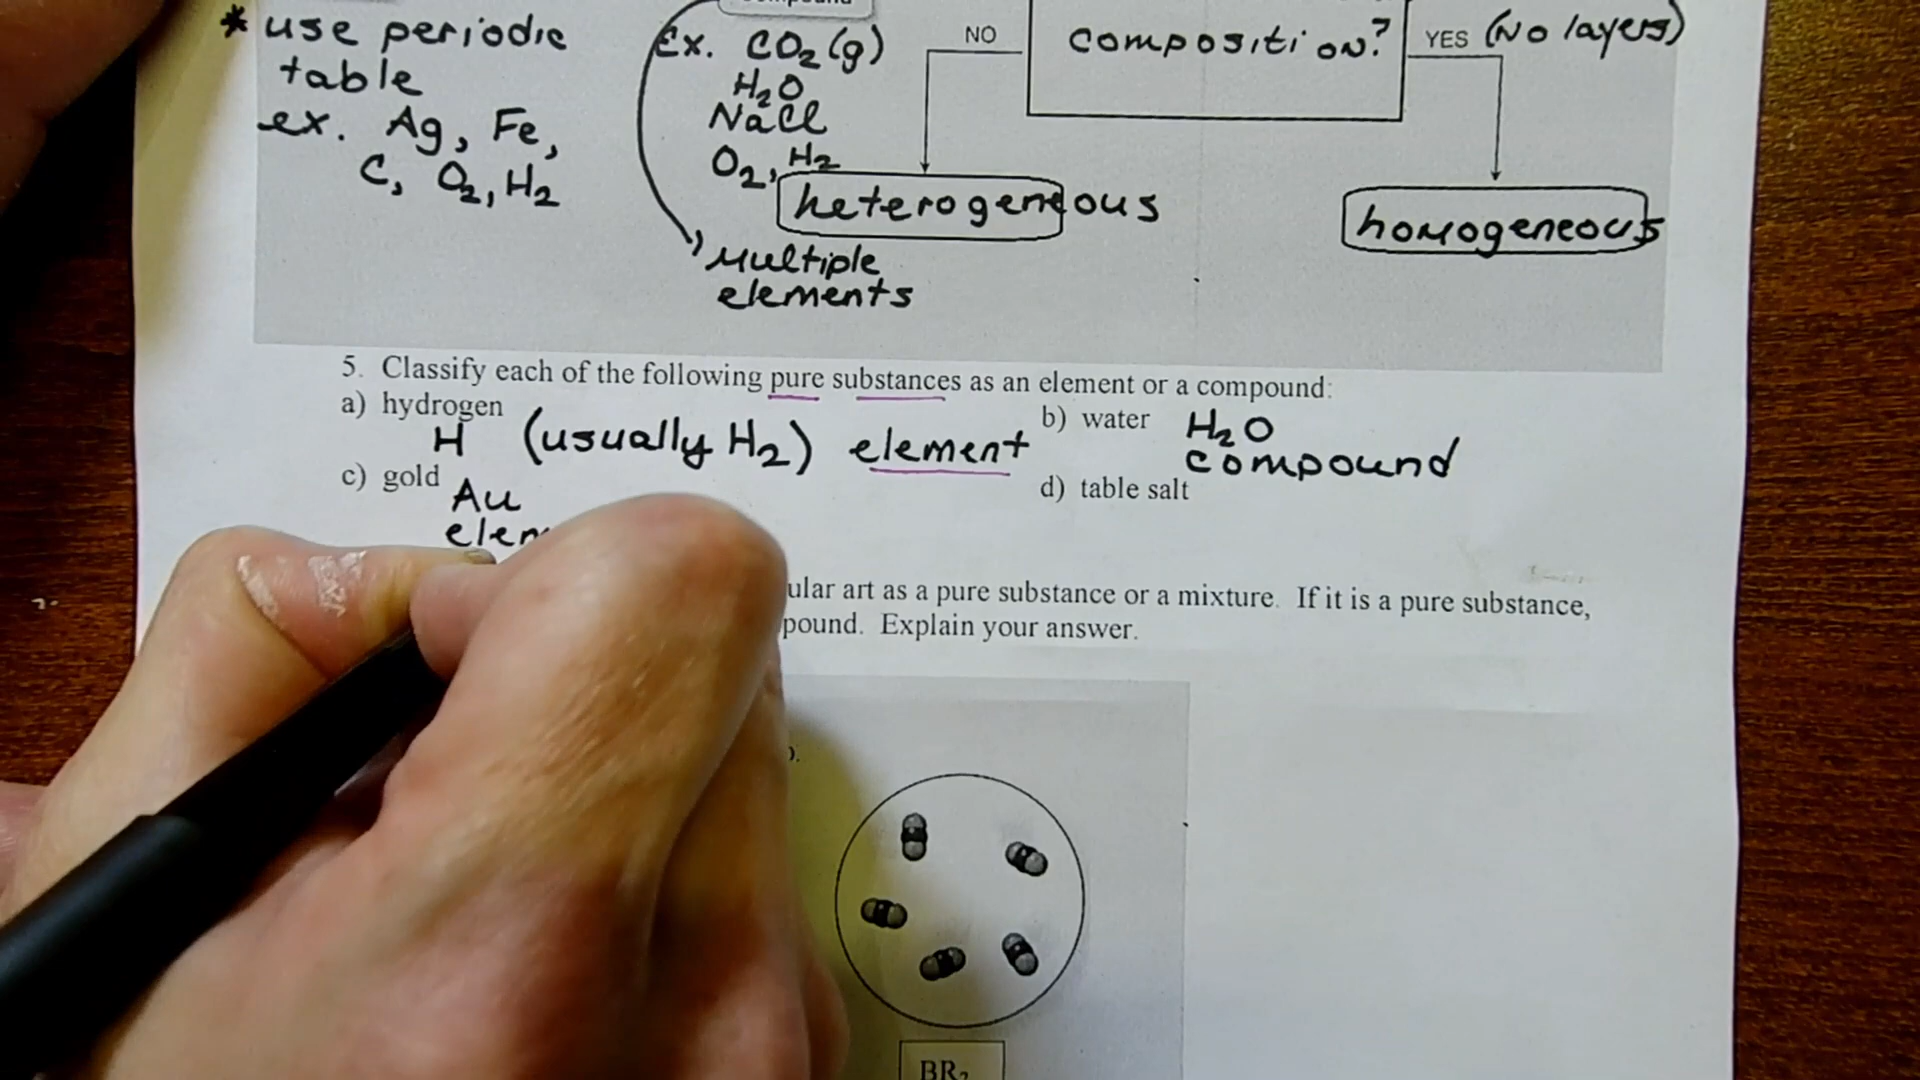 * use periodic
table
ex. Ag, Fe,
C, O₂, H₂
Ex. CO₂(g)
H₂O
NaCl
O₂, H₂
Multiple
elements
NO
composition?
YES (No layers)
heterogeneous
homogeneous
5. Classify each of the following pure substances as an element or a compound:
a) hydrogen
H (usually H₂) element
b) water H₂O
compound
c) gold Au
elem
d) table salt
ular art as a pure substance or a mixture. If it is a pure substance,
pound. Explain your answer.
).
BR₂